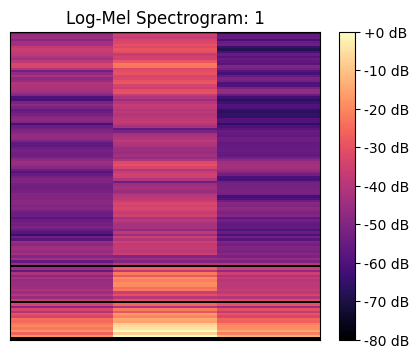 Log-Mel Spectrogram: 1
+0 dB
-10 dB
-20 dB
-30 dB
-40 dB
-50 dB
-60 dB
-70 dB
-80 dB